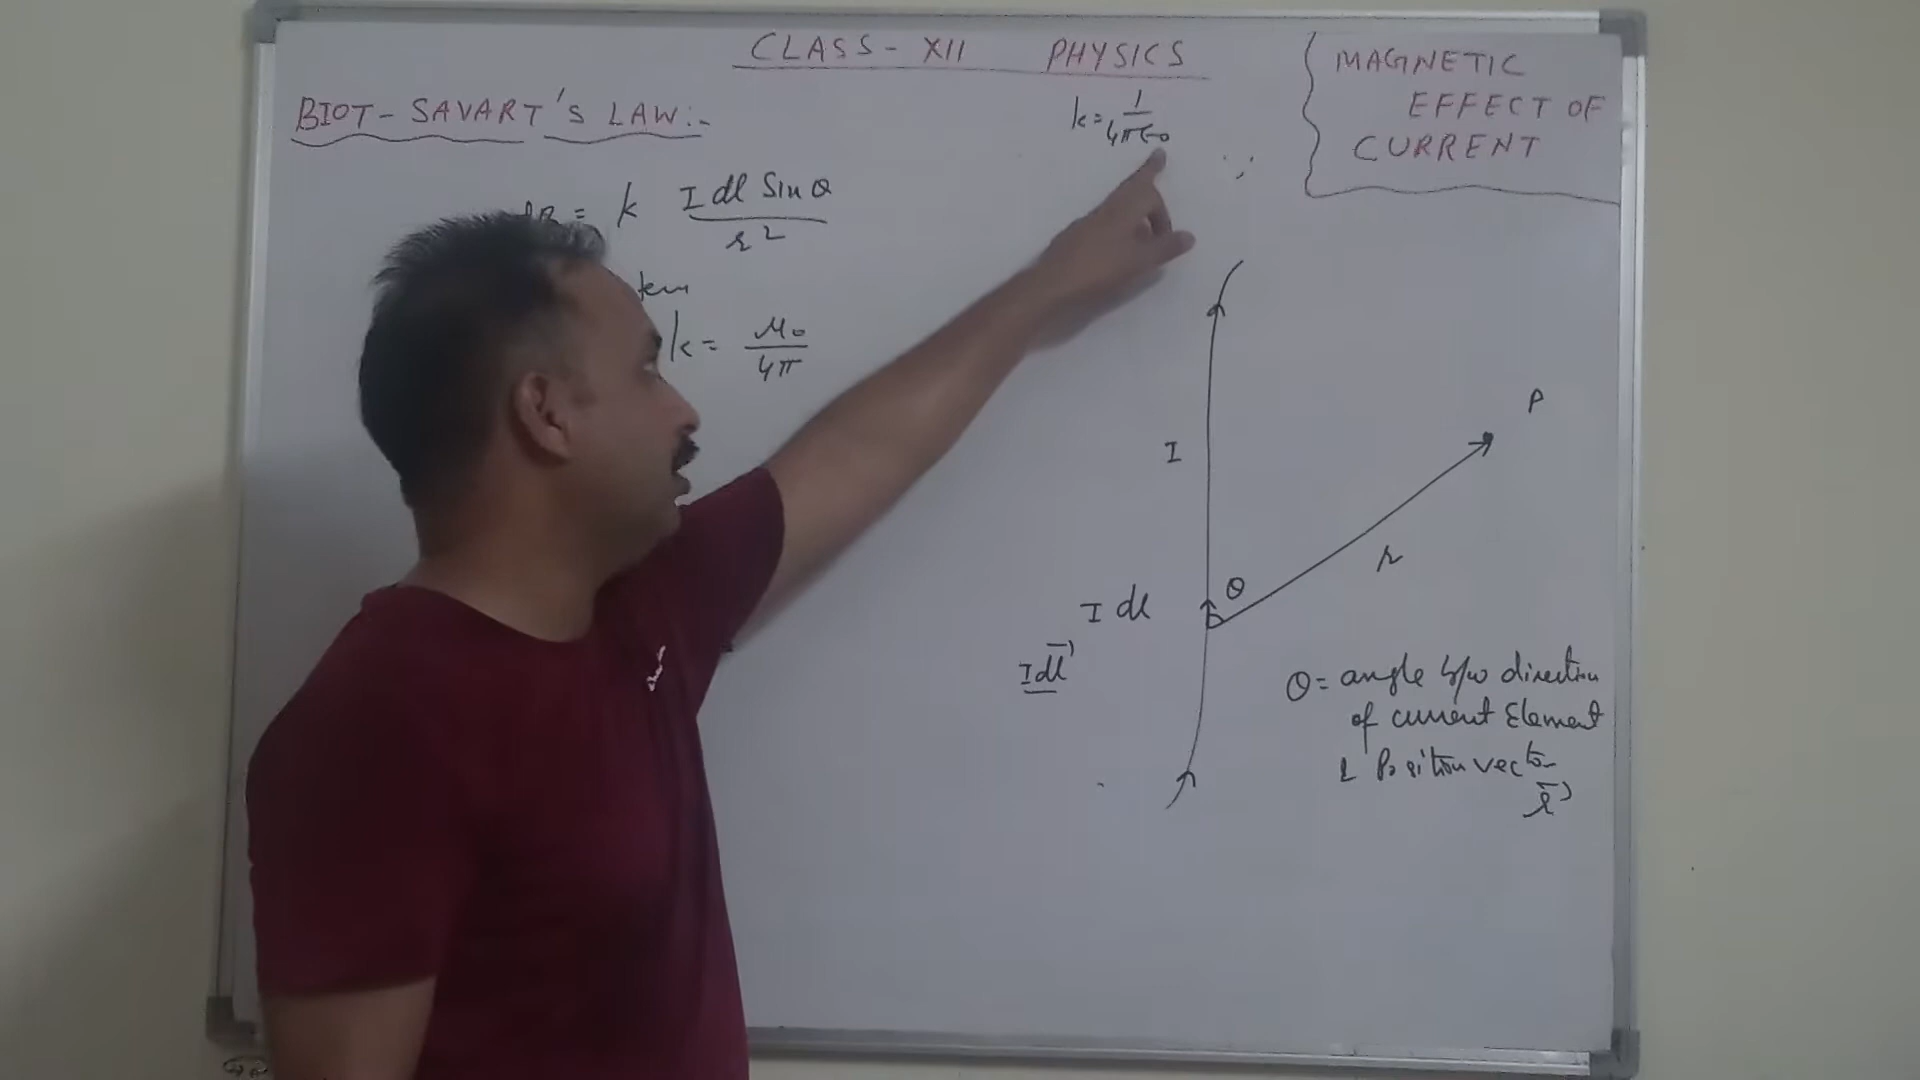 CLASS - XII PHYSICS
MAGNETIC
EFFECT OF
CURRENT
BIOT - SAVART'S LAW:-
k = 1/4πε0
= k I dl Sin θ / r2
k = μ0 / 4π
P
I
r
θ
I dl
I dl
θ = angle b/w direction
of current Element
& Position vector
r